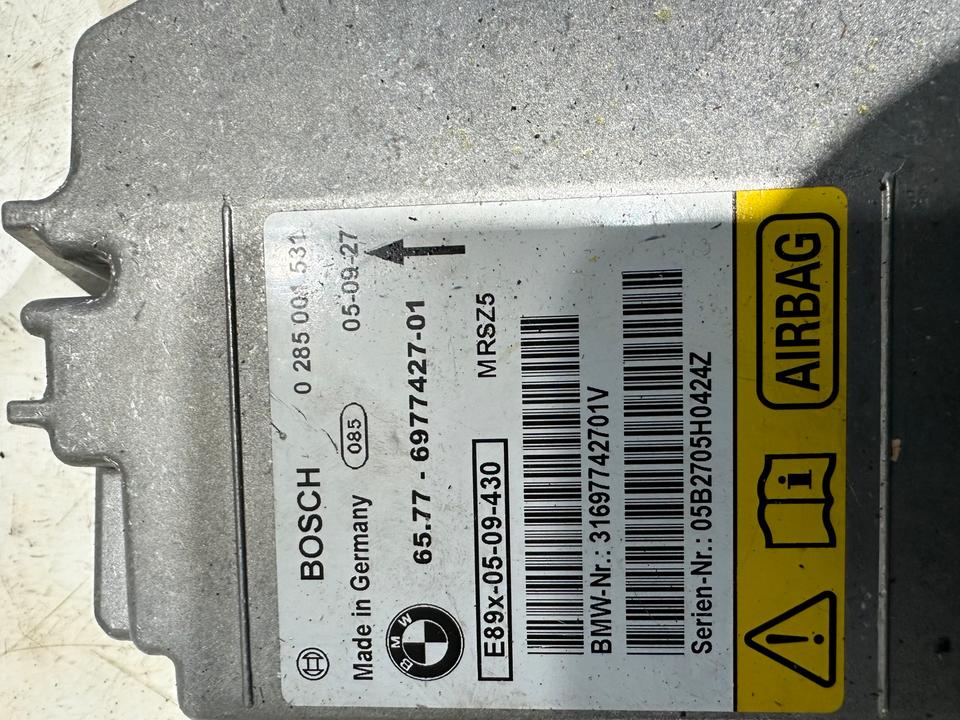 BOSCH 0 285 001 531
Made in Germany 085 05-09-27
BMW 65.77 - 6977427-01
E89x-05-09-430 MRSZ5
BMW-Nr.: 31697742701V
Serien-Nr.: 05B2705H0424Z
AIRBAG